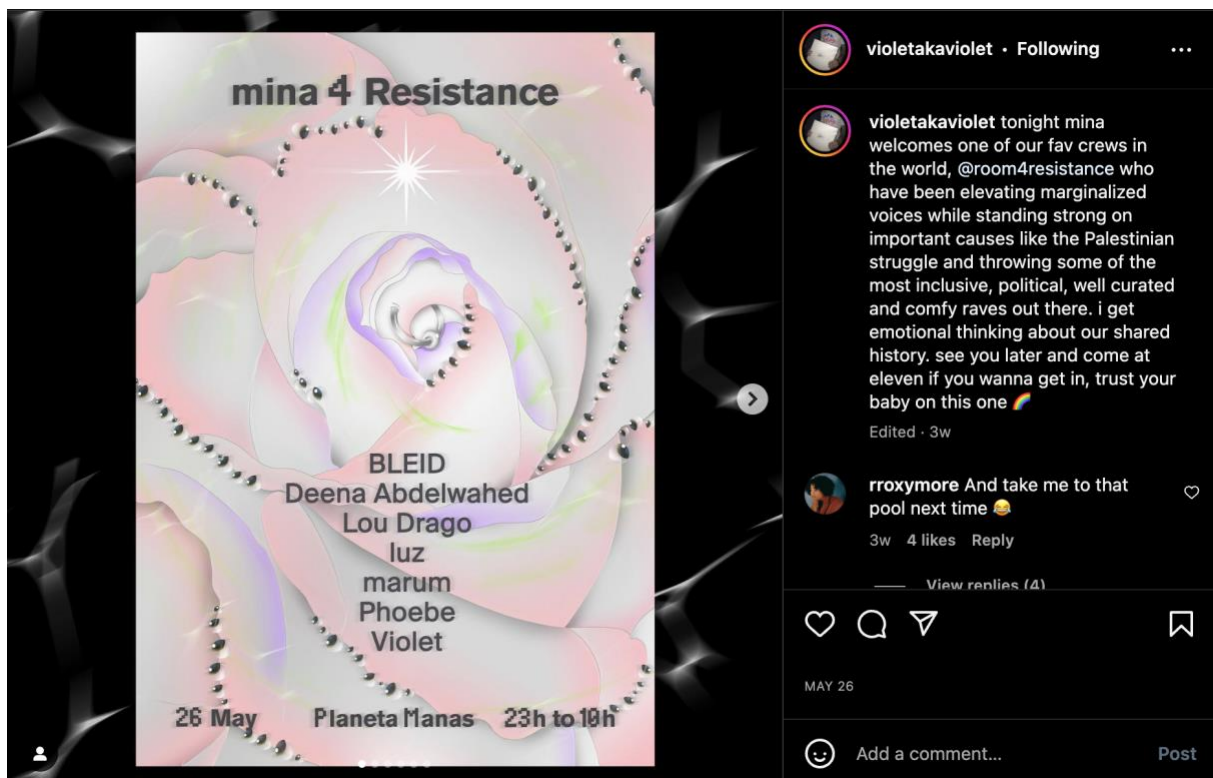 mina 4 Resistance
BLEID
Deena Abdelwahed
Lou Drago
luz
marum
Phoebe
Violet
26 May Planeta Manas 23h to 10h
violetakaviolet • Following
violetakaviolet tonight mina
welcomes one of our fav crews in
the world, @room4resistance who
have been elevating marginalized
voices while standing strong on
important causes like the Palestinian
struggle and throwing some of the
most inclusive, political, well curated
and comfy raves out there. i get
emotional thinking about our shared
history. see you later and come at
eleven if you wanna get in, trust your
baby on this one 🌈
Edited · 3w
rroxymore And take me to that
pool next time 😂
3w 4 likes Reply
View replies (4)
MAY 26
Add a comment... Post